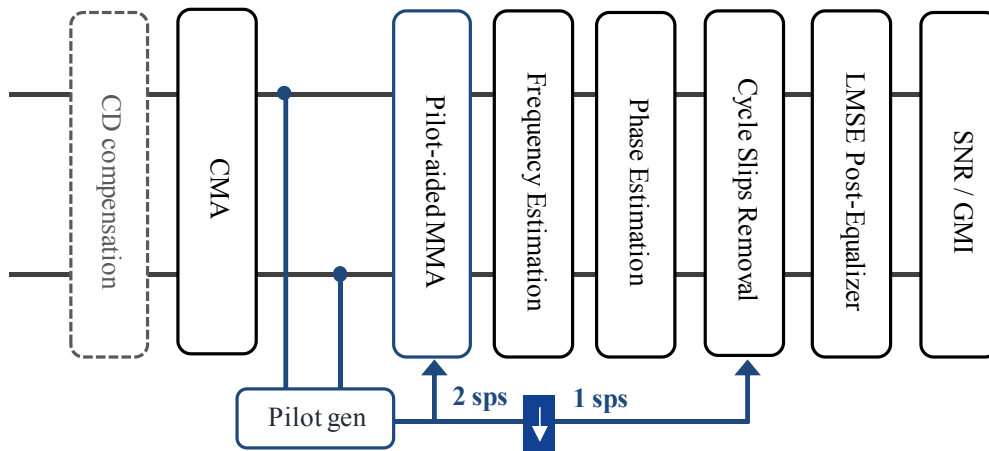 CD compensation
CMA
Pilot-aided MMA
Frequency Estimation
Phase Estimation
Cycle Slips Removal
LMSE Post-Equalizer
SNR / GMI
Pilot gen
2 sps
1 sps